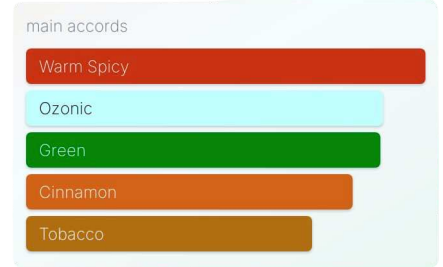 main accords
Warm Spicy
Ozonic
Green
Cinnamon
Tobacco